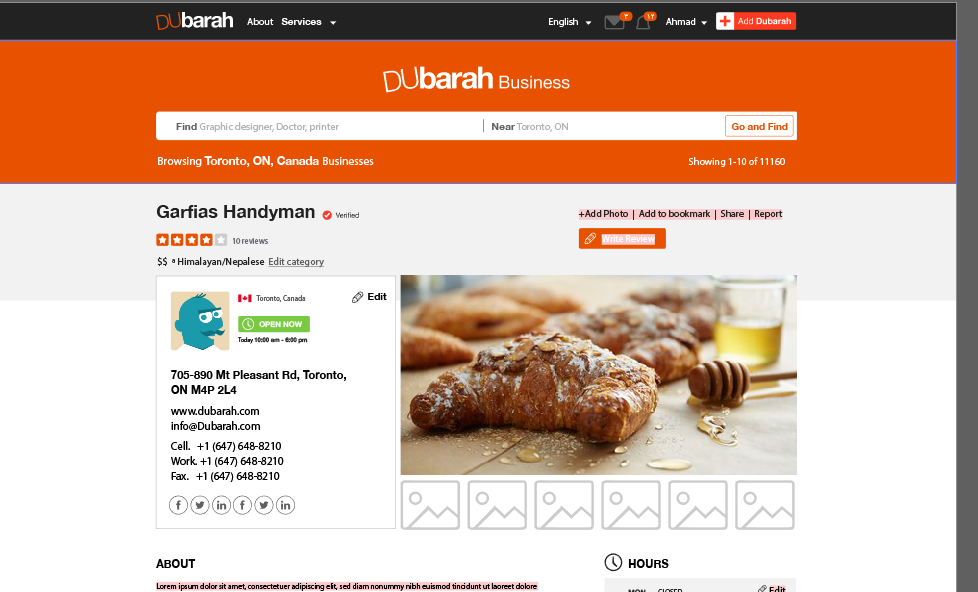 DUbarah About Services English ٣ ١٢ Ahmad Add Dubarah
DUbarah Business
Find Graphic designer, Doctor, printer Near Toronto, ON Go and Find
Browsing Toronto, ON, Canada Businesses Showing 1-10 of 11160
Garfias Handyman Verified
+Add Photo | Add to bookmark | Share | Report
10 reviews
Write Review
$$ • Himalayan/Nepalese Edit category
Toronto, Canada Edit
OPEN NOW
Today 10:00 am - 6:00 pm
705-890 Mt Pleasant Rd, Toronto,
ON M4P 2L4
www.dubarah.com
info@Dubarah.com
Cell. +1 (647) 648-8210
Work. +1 (647) 648-8210
Fax. +1 (647) 648-8210
ABOUT
Lorem ipsum dolor sit amet, consectetuer adipiscing elit, sed diam nonummy nibh euismod tincidunt ut laoreet dolore
HOURS
MON CLOSED Edit